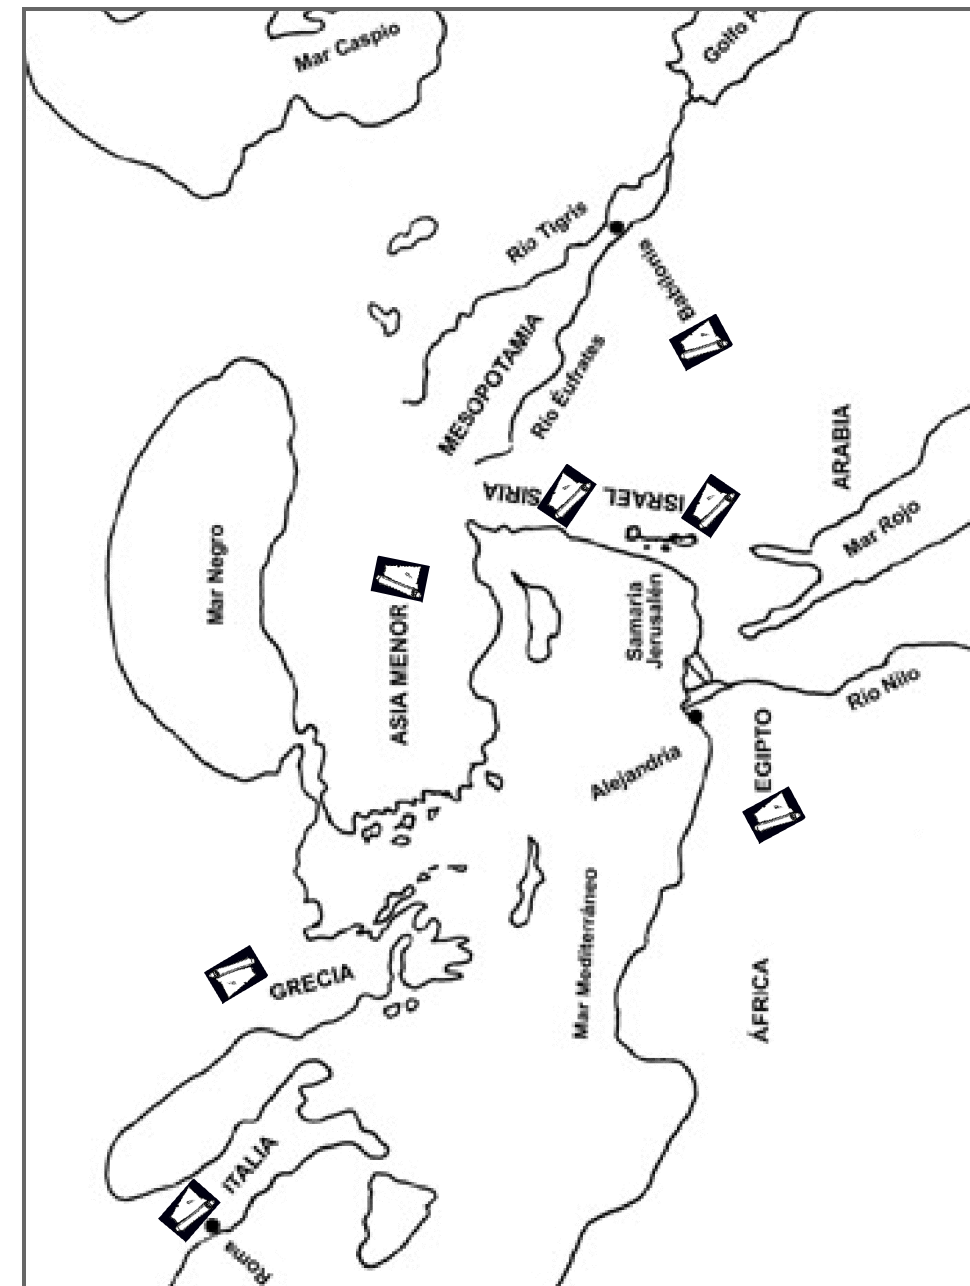 Mar Caspio
Golfo P
Río Tigris
Babilonia
MESOPOTAMIA
Río Éufrates
Mar Negro
SIRIA
ISRAEL
ARABIA
Mar Rojo
ASIA MENOR
Samaria
Jerusalén
Río Nilo
Alejandría
EGIPTO
Mar Mediterráneo
GRECIA
ÁFRICA
ITALIA
Roma